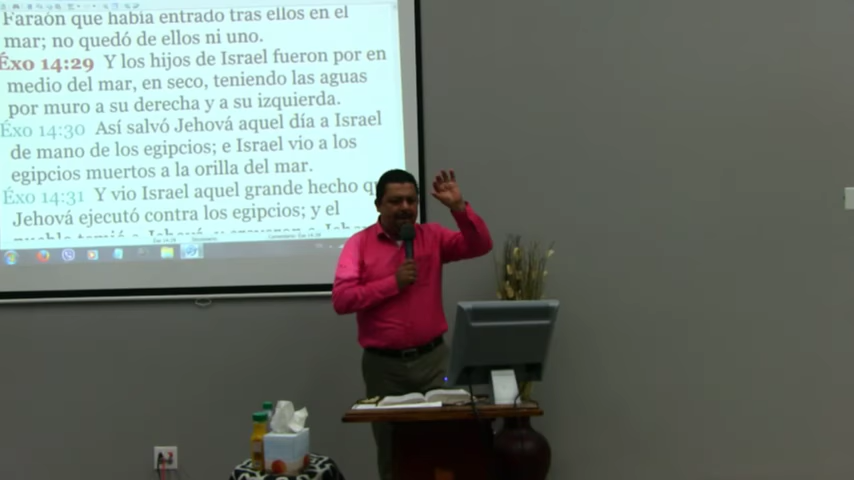 Faraón que había entrado tras ellos en el
mar; no quedó de ellos ni uno.
Éxo 14:29 Y los hijos de Israel fueron por en
medio del mar, en seco, teniendo las aguas
por muro a su derecha y a su izquierda.
Éxo 14:30 Así salvó Jehová aquel día a Israel
de mano de los egipcios; e Israel vio a los
egipcios muertos a la orilla del mar.
Éxo 14:31 Y vio Israel aquel grande hecho q
Jehová ejecutó contra los egipcios; y el